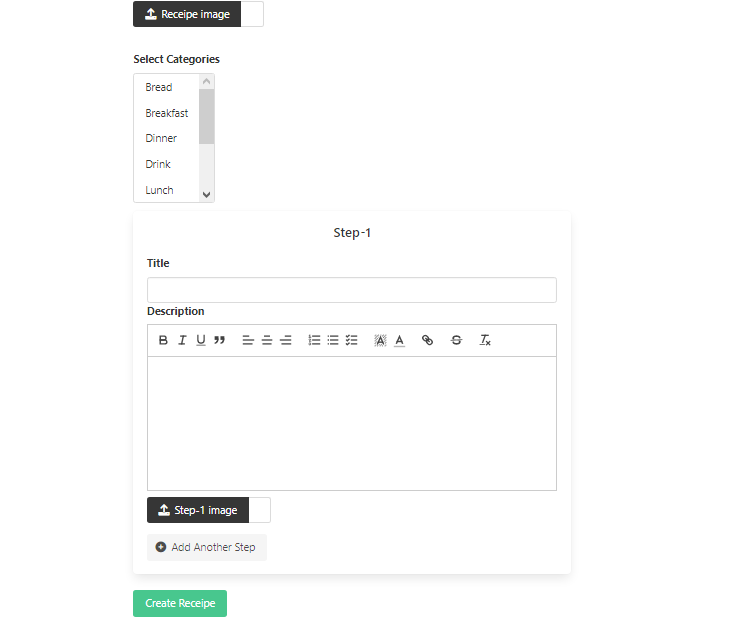 Receipe image
Select Categories
Bread
Breakfast
Dinner
Drink
Lunch
Step-1
Title
Description
Step-1 image
Add Another Step
Create Receipe